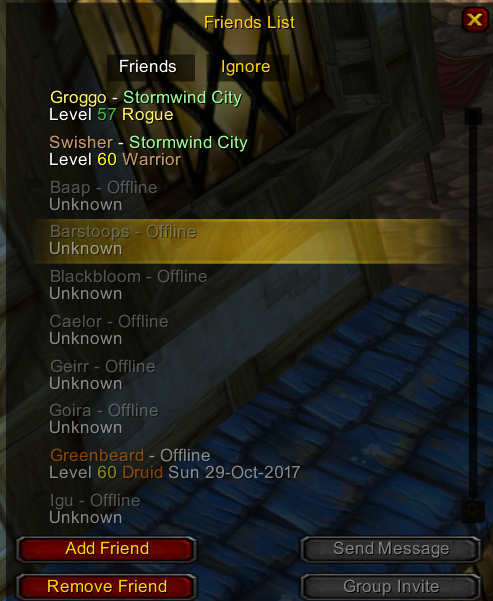 Friends List
Friends Ignore
Groggo - Stormwind City
Level 57 Rogue
Swisher - Stormwind City
Level 60 Warrior
Baap - Offline
Unknown
Barstoops - Offline
Unknown
Blackbloom - Offline
Unknown
Caelor - Offline
Unknown
Geirr - Offline
Unknown
Goira - Offline
Unknown
Greenbeard - Offline
Level 60 Druid Sun 29-Oct-2017
Igu - Offline
Unknown
Add Friend Send Message
Remove Friend Group Invite